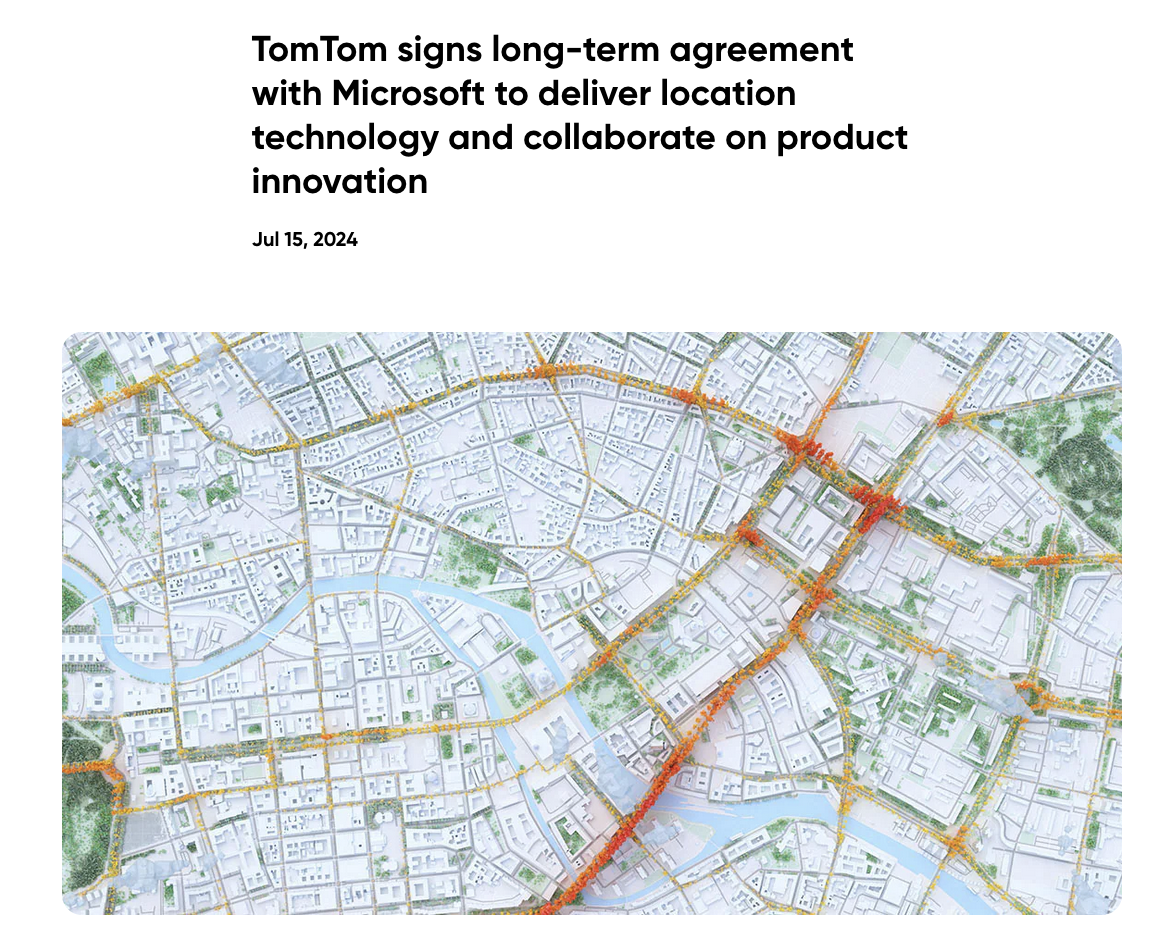 TomTom signs long-term agreement
with Microsoft to deliver location
technology and collaborate on product
innovation
Jul 15, 2024